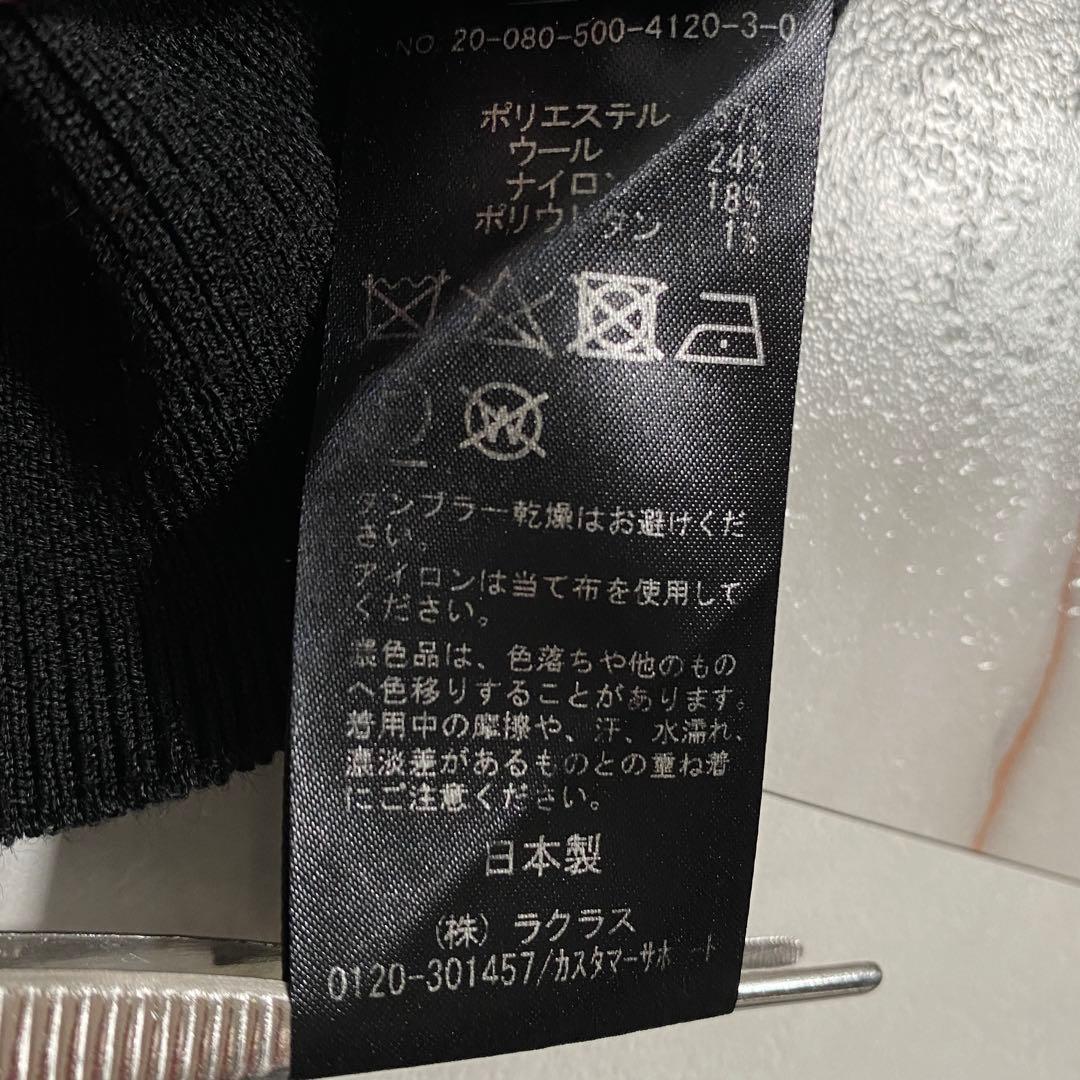 NO. 20-080-500-4120-3-0
ポリエステル
ウール 24%
ナイロン 18%
ポリウレタン 1%
タンブラー乾燥はお避けくだ
さい。
アイロンは当て布を使用して
ください。
濃色品は、色落ちや他のもの
へ色移りすることがあります。
着用中の摩擦や、汗、水濡れ、
濃淡差があるものとの重ね着
にご注意ください。
日本製
(株) ラクラス
0120-301457/カスタマーサポート